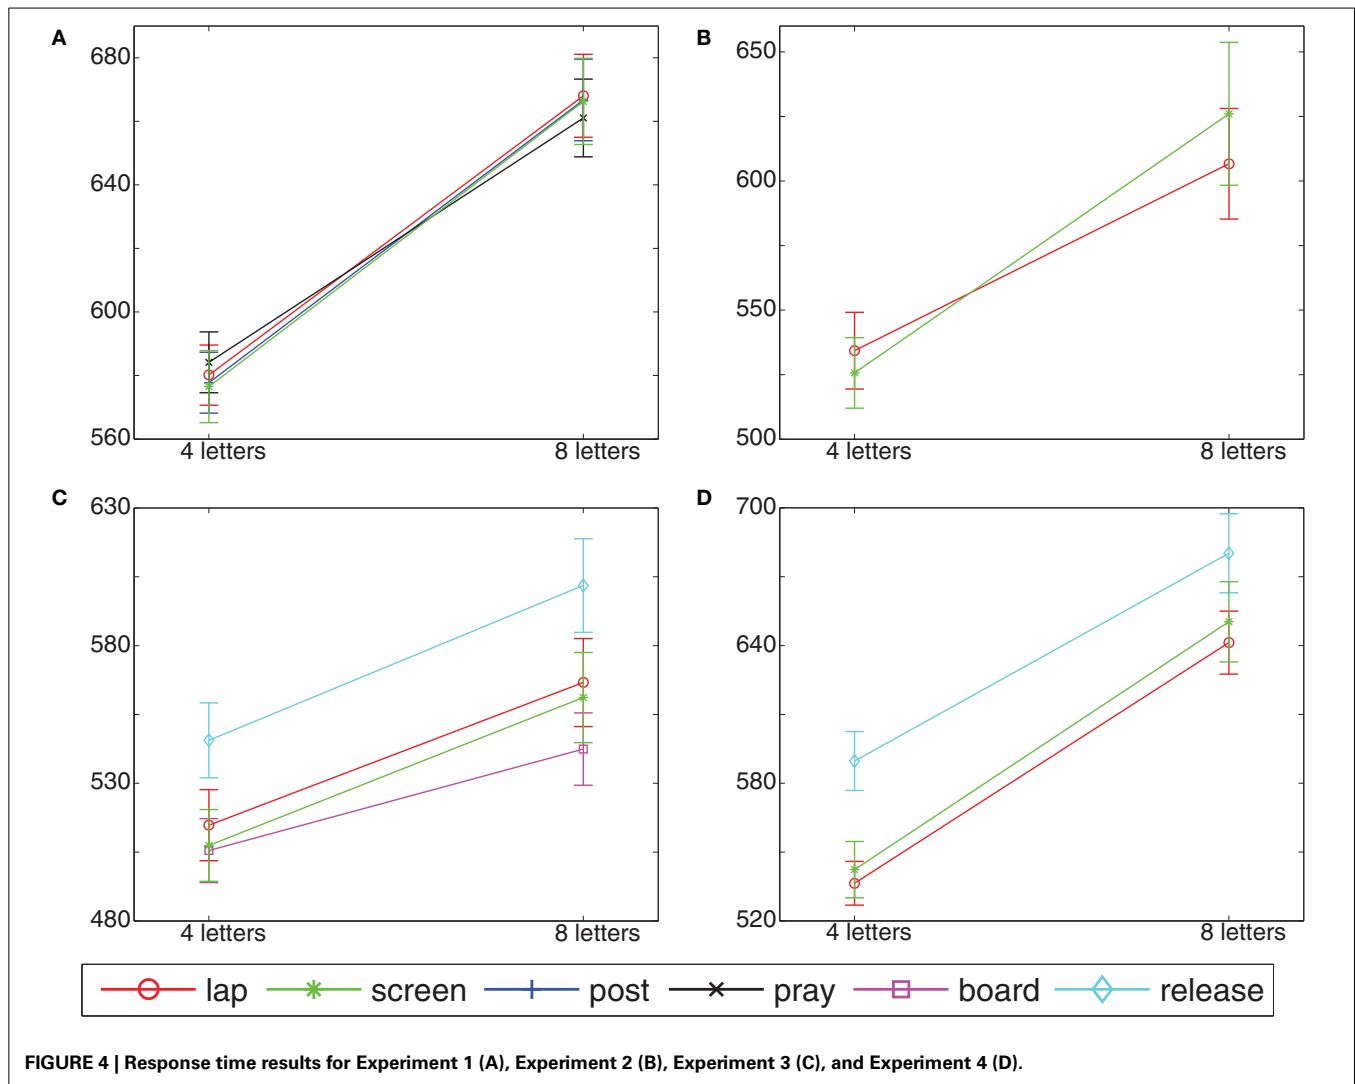 A
680
640
600
560
4 letters 8 letters
B
650
600
550
500
4 letters 8 letters
C
630
580
530
480
4 letters 8 letters
D
700
640
580
520
4 letters 8 letters
lap screen post pray board release
FIGURE 4 | Response time results for Experiment 1 (A), Experiment 2 (B), Experiment 3 (C), and Experiment 4 (D).